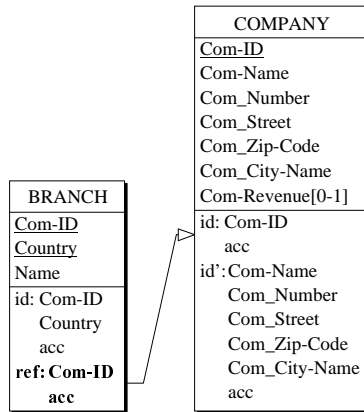 COMPANY
Com-ID
Com-Name
Com_Number
Com_Street
Com_Zip-Code
Com_City-Name
Com-Revenue[0-1]
id: Com-ID
acc
id’:Com-Name
Com_Number
Com_Street
Com_Zip-Code
Com_City-Name
acc
BRANCH
Com-ID
Country
Name
id: Com-ID
Country
acc
ref: Com-ID
acc